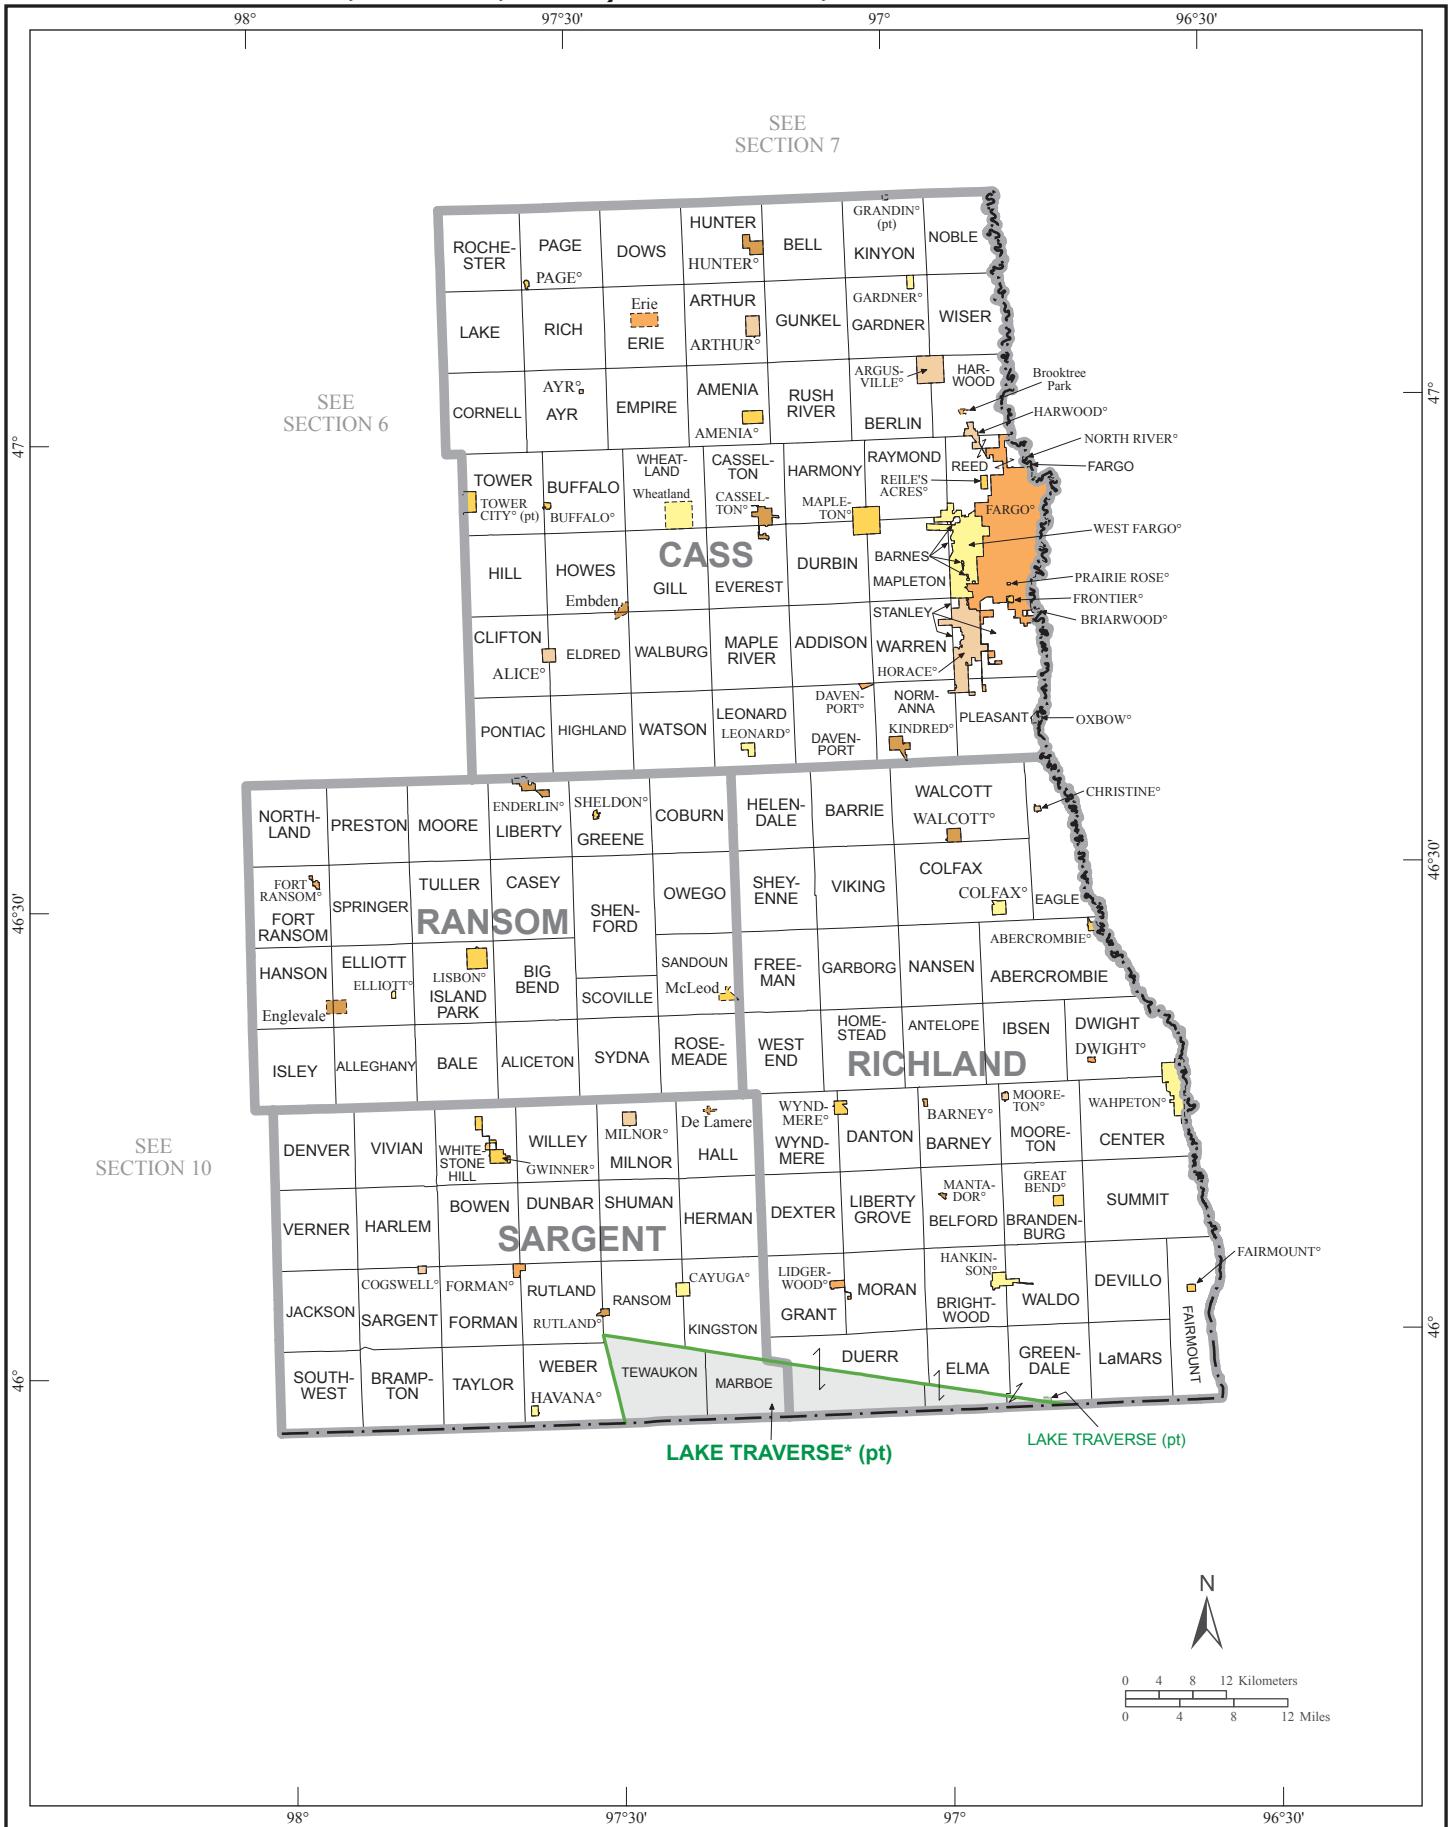 98°
97°30'
97°
96°30'
SEE
SECTION 7
GRANDIN°
(pt)
HUNTER
NOBLE
ROCHE-
STER
PAGE
DOWS
BELL
KINYON
HUNTER°
PAGE°
Erie
ARTHUR
GARDNER°
LAKE
RICH
ERIE
ARTHUR°
GUNKEL
GARDNER
WISER
ARGUS-
VILLE°
HAR-
WOOD
Brooktree
Park
SEE
SECTION 6
47°
CORNELL
AYR°
AYR
EMPIRE
AMENIA
AMENIA°
RUSH
RIVER
BERLIN
HARWOOD°
NORTH RIVER°
FARGO
47°
TOWER
TOWER
CITY° (pt)
BUFFALO
BUFFALO°
WHEAT-
LAND
Wheatland
CASSEL-
TON
CASSEL-
TON°
HARMONY
MAPLE-
TON°
RAYMOND
REED
REILE'S
ACRES°
FARGO°
WEST FARGO°
CASS
HILL
HOWES
Embden
GILL
EVEREST
DURBIN
BARNES
MAPLETON
PRAIRIE ROSE°
FRONTIER°
BRIARWOOD°
STANLEY
CLIFTON
ALICE°
ELDRED
WALBURG
MAPLE
RIVER
ADDISON
WARREN
HORACE°
PONTIAC
HIGHLAND
WATSON
LEONARD
LEONARD°
DAVEN-
PORT°
DAVEN-
PORT
NORM-
ANNA
KINDRED°
PLEASANT
OXBOW°
NORTH-
LAND
PRESTON
MOORE
ENDERLIN°
LIBERTY
SHELDON°
GREENE
COBURN
HELEN-
DALE
BARRIE
WALCOTT
WALCOTT°
CHRISTINE°
46°30'
FORT
RANSOM°
FORT
RANSOM
SPRINGER
TULLER
CASEY
RANSOM
SHEN-
FORD
OWEGO
SHEY-
ENNE
VIKING
COLFAX
COLFAX°
EAGLE
46°30'
ABERCROMBIE°
HANSON
Englevale
ELLIOTT
ELLIOTT°
LISBON°
ISLAND
PARK
BIG
BEND
SCOVILLE
SANDOUN
McLeod
FREE-
MAN
GARBORG
NANSEN
ABERCROMBIE
ISLEY
ALLEGHANY
BALE
ALICETON
SYDNA
ROSE-
MEADE
WEST
END
HOME-
STEAD
ANTELOPE
IBSEN
DWIGHT
DWIGHT°
RICHLAND
SEE
SECTION 10
DENVER
VIVIAN
WHITE-
STONE
HILL
WILLEY
GWINNER°
MILNOR°
MILNOR
De Lamere
HALL
WYND-
MERE°
WYND-
MERE
DANTON
BARNEY°
BARNEY
MOORE-
TON°
MOORE-
TON
WAHPETON°
CENTER
VERNER
HARLEM
BOWEN
DUNBAR
SHUMAN
HERMAN
SARGENT
DEXTER
LIBERTY
GROVE
MANTA-
DOR°
BELFORD
GREAT
BEND°
BRANDEN-
BURG
SUMMIT
JACKSON
COGSWELL°
SARGENT
FORMAN°
FORMAN
RUTLAND
RUTLAND°
RANSOM
CAYUGA°
KINGSTON
LIDGER-
WOOD°
GRANT
MORAN
HANKIN-
SON°
BRIGHT-
WOOD
WALDO
DEVILLO
FAIRMOUNT°
FAIRMOUNT
46°
46°
SOUTH-
WEST
BRAMP-
TON
TAYLOR
WEBER
HAVANA°
TEWAUKON
MARBOE
DUERR
ELMA
GREEN-
DALE
LaMARS
LAKE TRAVERSE* (pt)
LAKE TRAVERSE (pt)
N
0 4 8 12 Kilometers
0 4 8 12 Miles
98°
97°30'
97°
96°30'